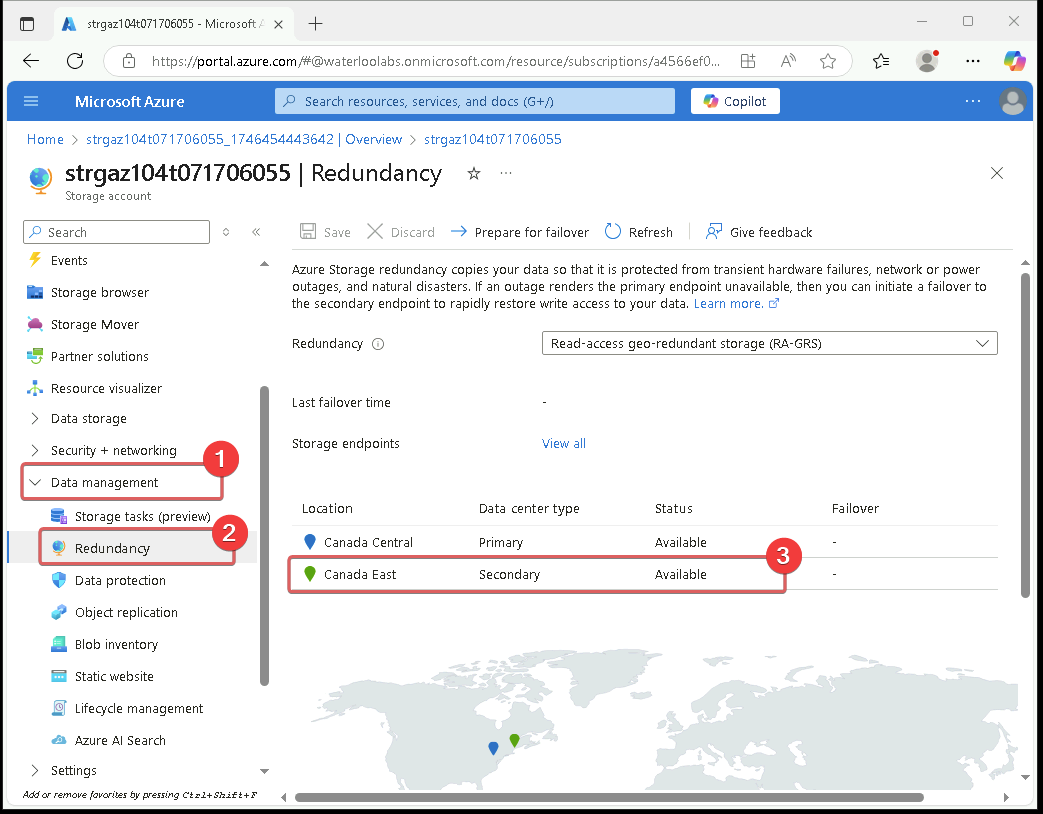 strgaz104t071706055 - Microsoft A
https://portal.azure.com/#@waterloolabs.onmicrosoft.com/resource/subscriptions/a4566ef0...
Microsoft Azure
Search resources, services, and docs (G+/)
Copilot
Home > strgaz104t071706055_1746454443642 | Overview > strgaz104t071706055
strgaz104t071706055 | Redundancy
Storage account
Search
Events
Storage browser
Storage Mover
Partner solutions
Resource visualizer
Data storage
Security + networking
1
Data management
Storage tasks (preview)
2
Redundancy
Data protection
Object replication
Blob inventory
Static website
Lifecycle management
Azure AI Search
Settings
Add or remove favorites by pressing Ctrl+Shift+F
Save Discard Prepare for failover Refresh Give feedback
Azure Storage redundancy copies your data so that it is protected from transient hardware failures, network or power
outages, and natural disasters. If an outage renders the primary endpoint unavailable, then you can initiate a failover to
the secondary endpoint to rapidly restore write access to your data. Learn more.
Redundancy Read-access geo-redundant storage (RA-GRS)
Last failover time -
Storage endpoints View all
Location Data center type Status Failover
Canada Central Primary Available -
3
Canada East Secondary Available -